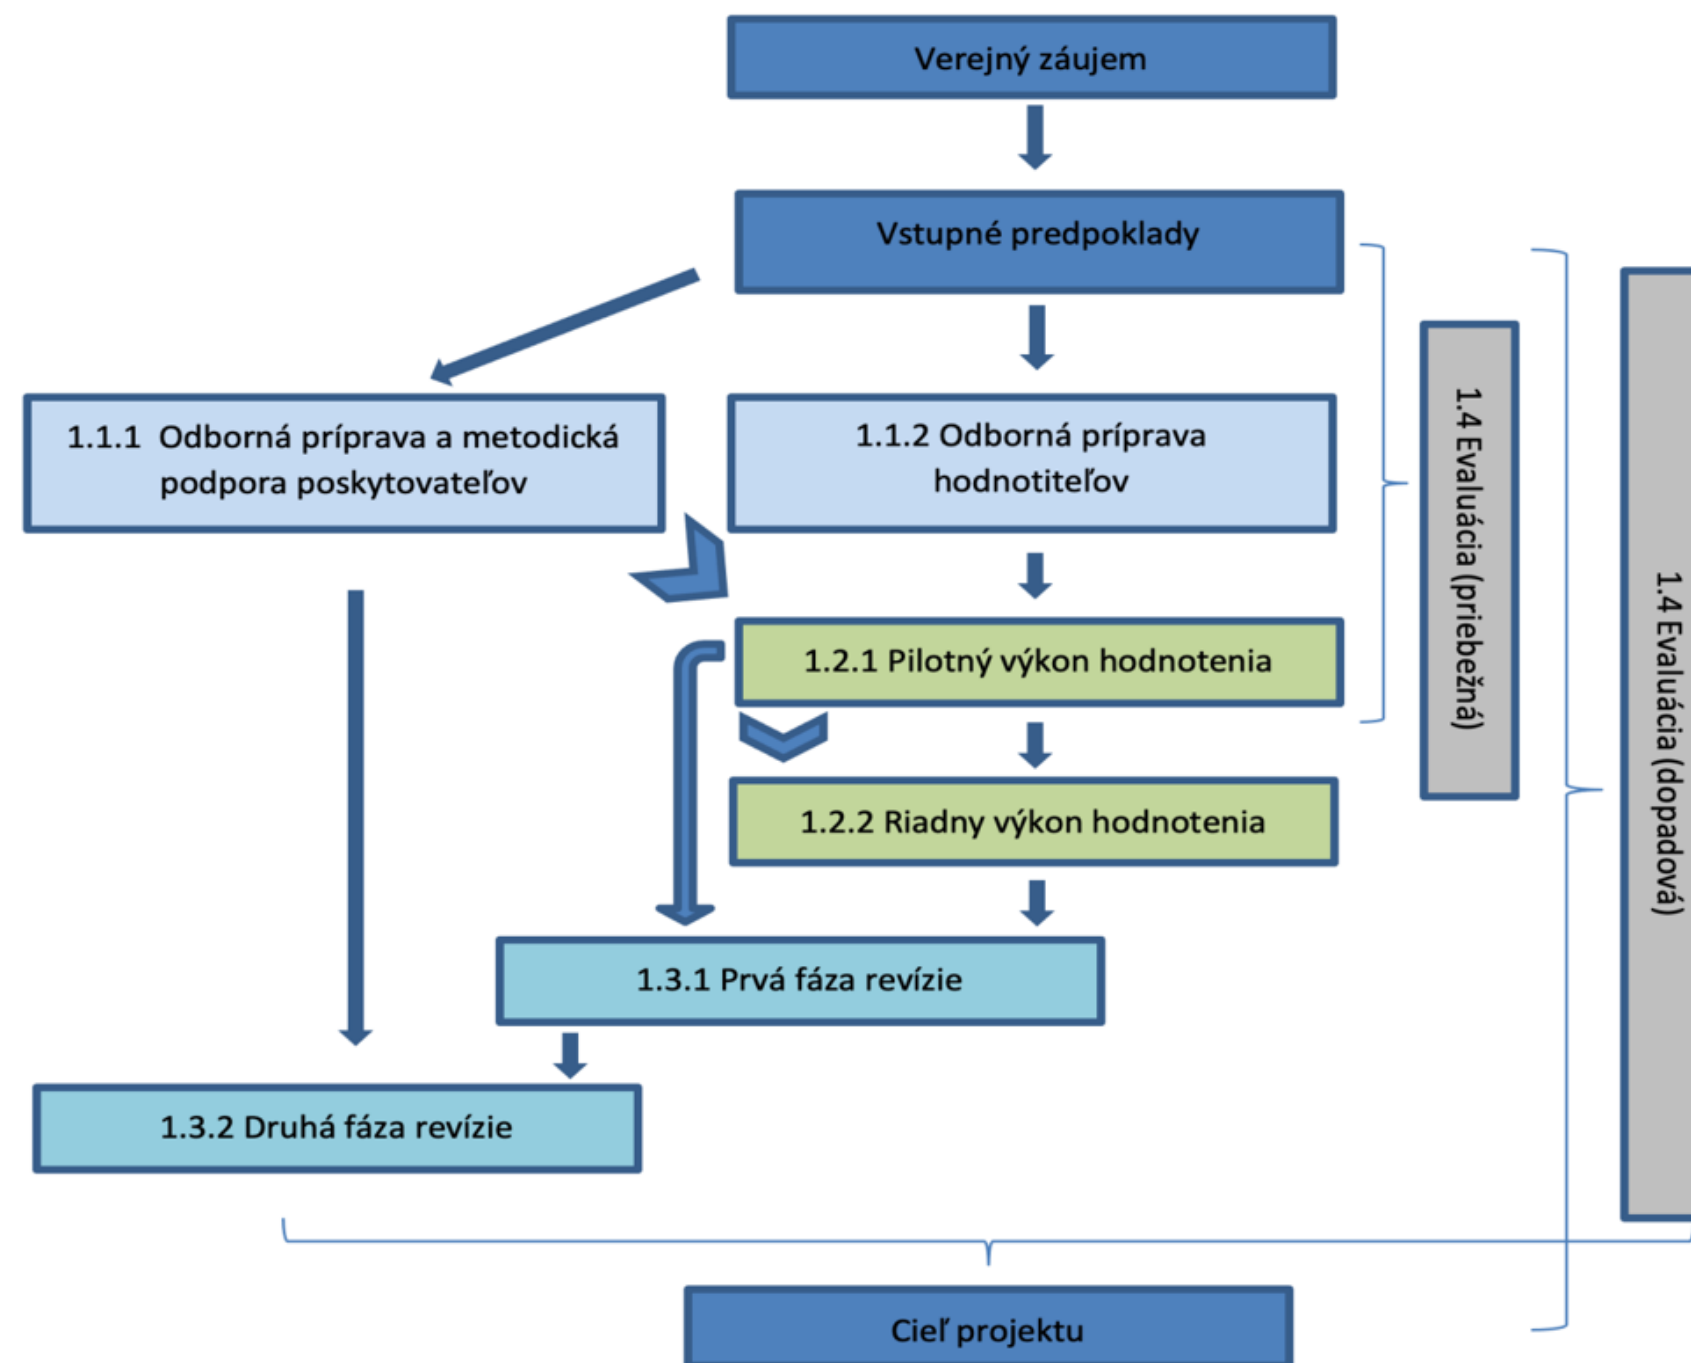 Verejný záujem
Vstupné predpoklady
1.1.1 Odborná príprava a metodická
podpora poskytovateľov
1.1.2 Odborná príprava
hodnotiteľov
1.2.1 Pilotný výkon hodnotenia
1.2.2 Riadny výkon hodnotenia
1.3.1 Prvá fáza revízie
1.3.2 Druhá fáza revízie
1.4 Evaluácia (priebežná)
1.4 Evaluácia (dopadová)
Cieľ projektu